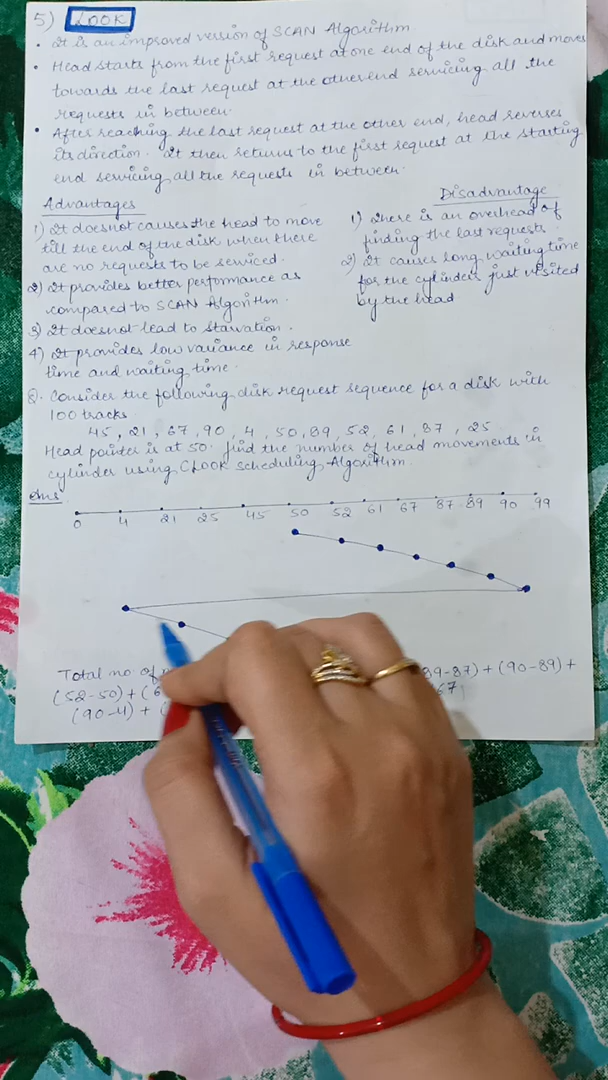 5) LOOK
• It is an improved version of SCAN Algorithm.
• Head starts from the first request at one end of the disk and moves
towards the last request at the other end servicing all the
requests in between.
• After reaching the last request at the other end, head reverses
its direction. It then returns to the first request at the starting
end servicing all the requests in between.
Advantages
1) It doesnot causes the head to move
till the end of the disk when there
are no requests to be serviced.
2) It provides better performance as
compared to SCAN Algorithm.
3) It doesnot lead to starvation.
4) It provides low variance in response
time and waiting time.
Disadvantage
1) There is an overhead of
finding the last requests.
2) It causes long waiting time
for the cylinders just visited
by the head
Q. Consider the following disk request sequence for a disk with
100 tracks
45, 21, 67, 90, 4, 50, 89, 52, 61, 87, 25
Head pointer is at 50. find the number of head movements in
cylinder using CLOOK scheduling Algorithm.
Ans
0 4 21 25 45 50 52 61 67 87 89 90 99
Total no of 89-87) + (90-89) +
(52-50) + (6 67)
(90-4) + (